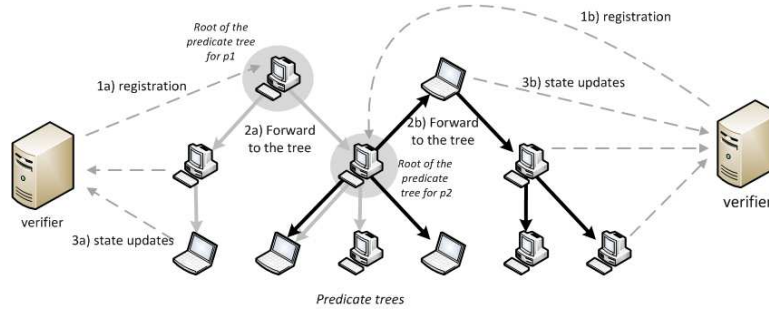 Root of the
predicate tree
for p1
1b) registration
1a) registration
3b) state updates
2a) Forward
to the tree
2b) Forward
to the tree
Root of the
predicate
tree for p2
verifier
verifier
3a) state updates
Predicate trees